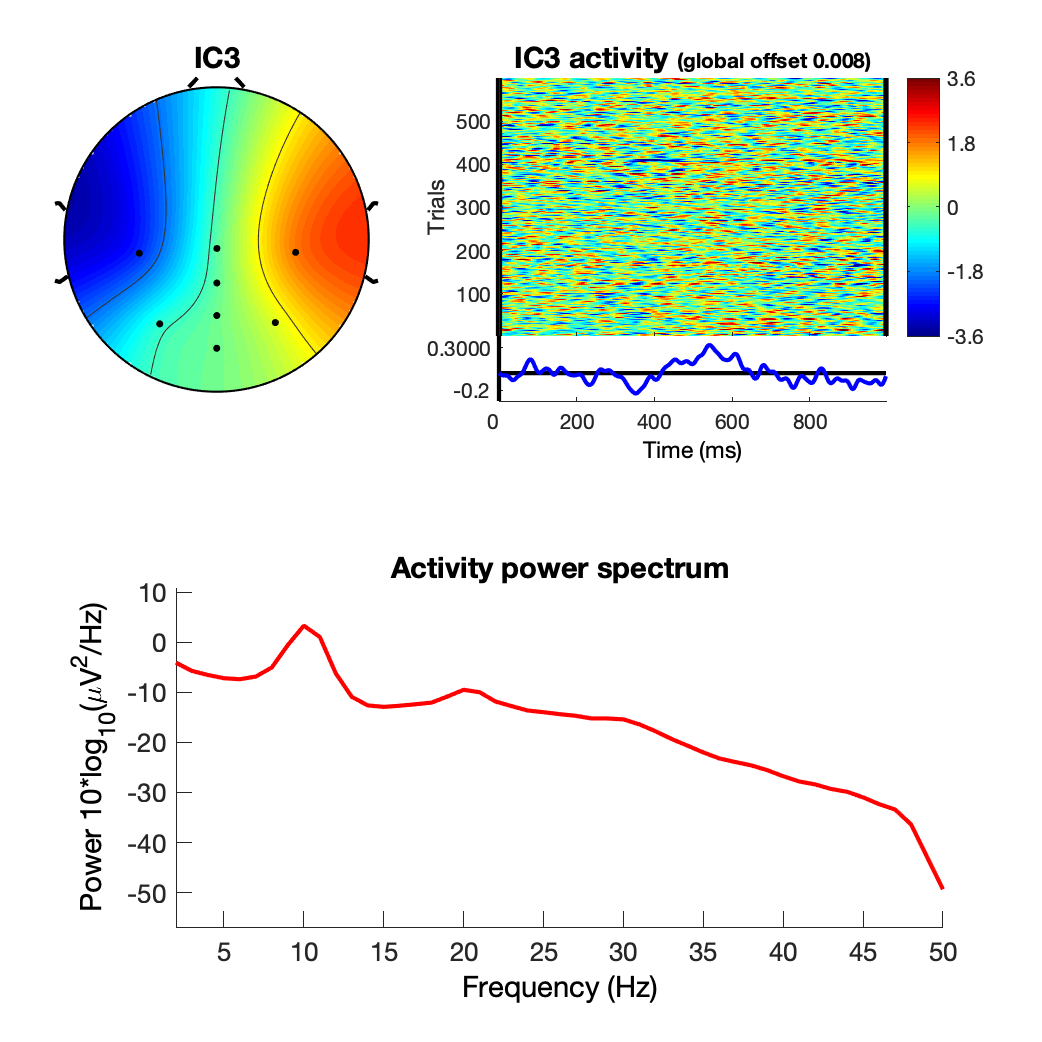 IC3
IC3 activity (global offset 0.008)
Trials
500
400
300
200
100
3.6
1.8
0
-1.8
-3.6
0.3000
-0.2
0 200 400 600 800
Time (ms)
Activity power spectrum
Power 10*log10(μV2/Hz)
10
0
-10
-20
-30
-40
-50
5 10 15 20 25 30 35 40 45 50
Frequency (Hz)